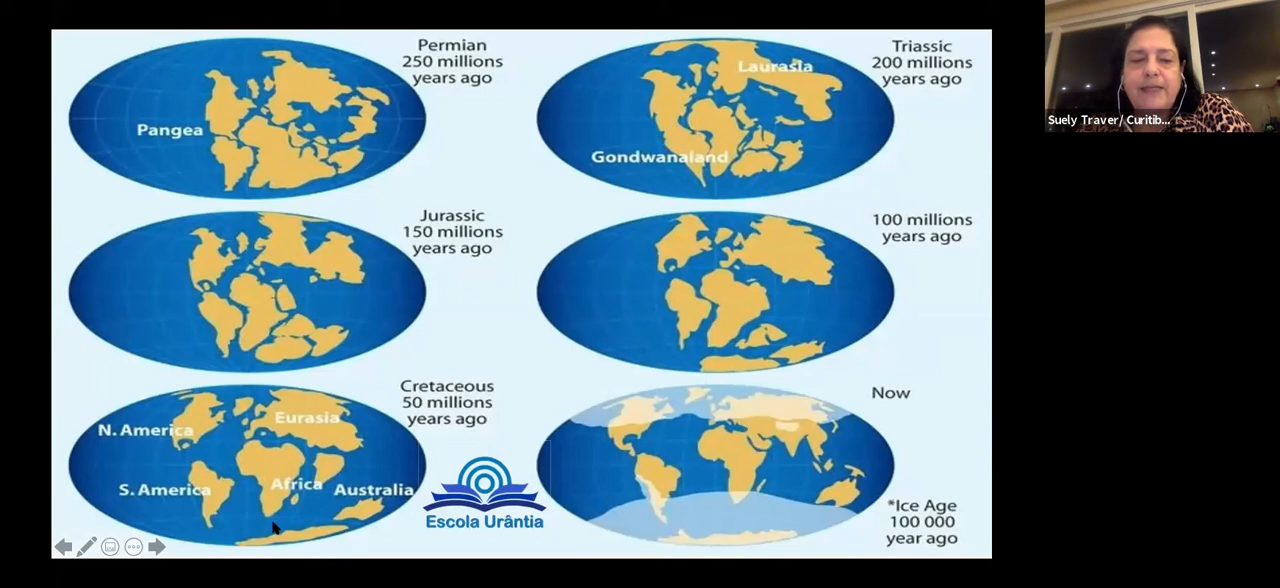 Permian
250 millions
years ago
Pangea
Triassic
200 millions
years ago
Laurasia
Gondwanaland
Suely Traver/ Curitib...
Jurassic
150 millions
years ago
100 millions
years ago
Cretaceous
50 millions
years ago
N. America
Eurasia
S. America
Africa
Australia
Escola Urântia
Now
*Ice Age
100 000
year ago